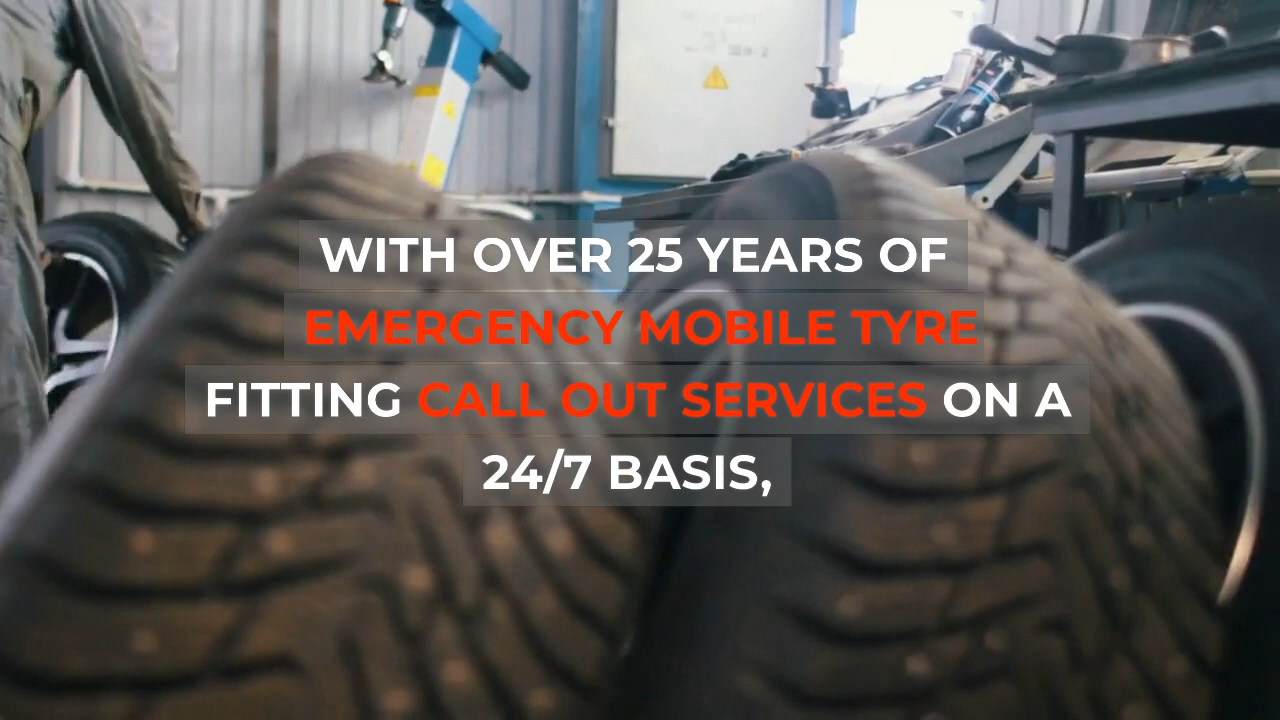 WITH OVER 25 YEARS OF
EMERGENCY MOBILE TYRE
FITTING CALL OUT SERVICES ON A
24/7 BASIS,